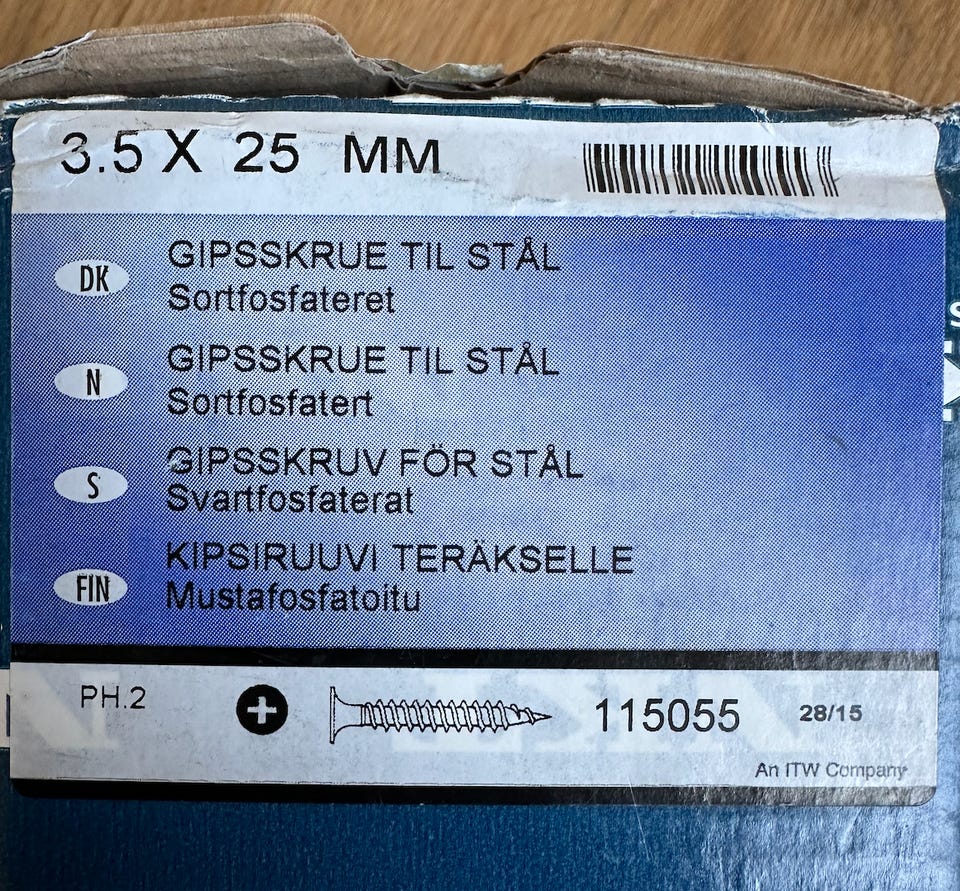 3.5 X 25 MM
DK
GIPSSKRUE TIL STÅL
Sortfosfateret
N
GIPSSKRUE TIL STÅL
Sortfosfatert
S
GIPSSKRUV FÖR STÅL
Svartfosfaterat
FIN
KIPSIRUUVI TERÄKSELLE
Mustafosfatoitu
PH.2 115055 28/15
An ITW Company